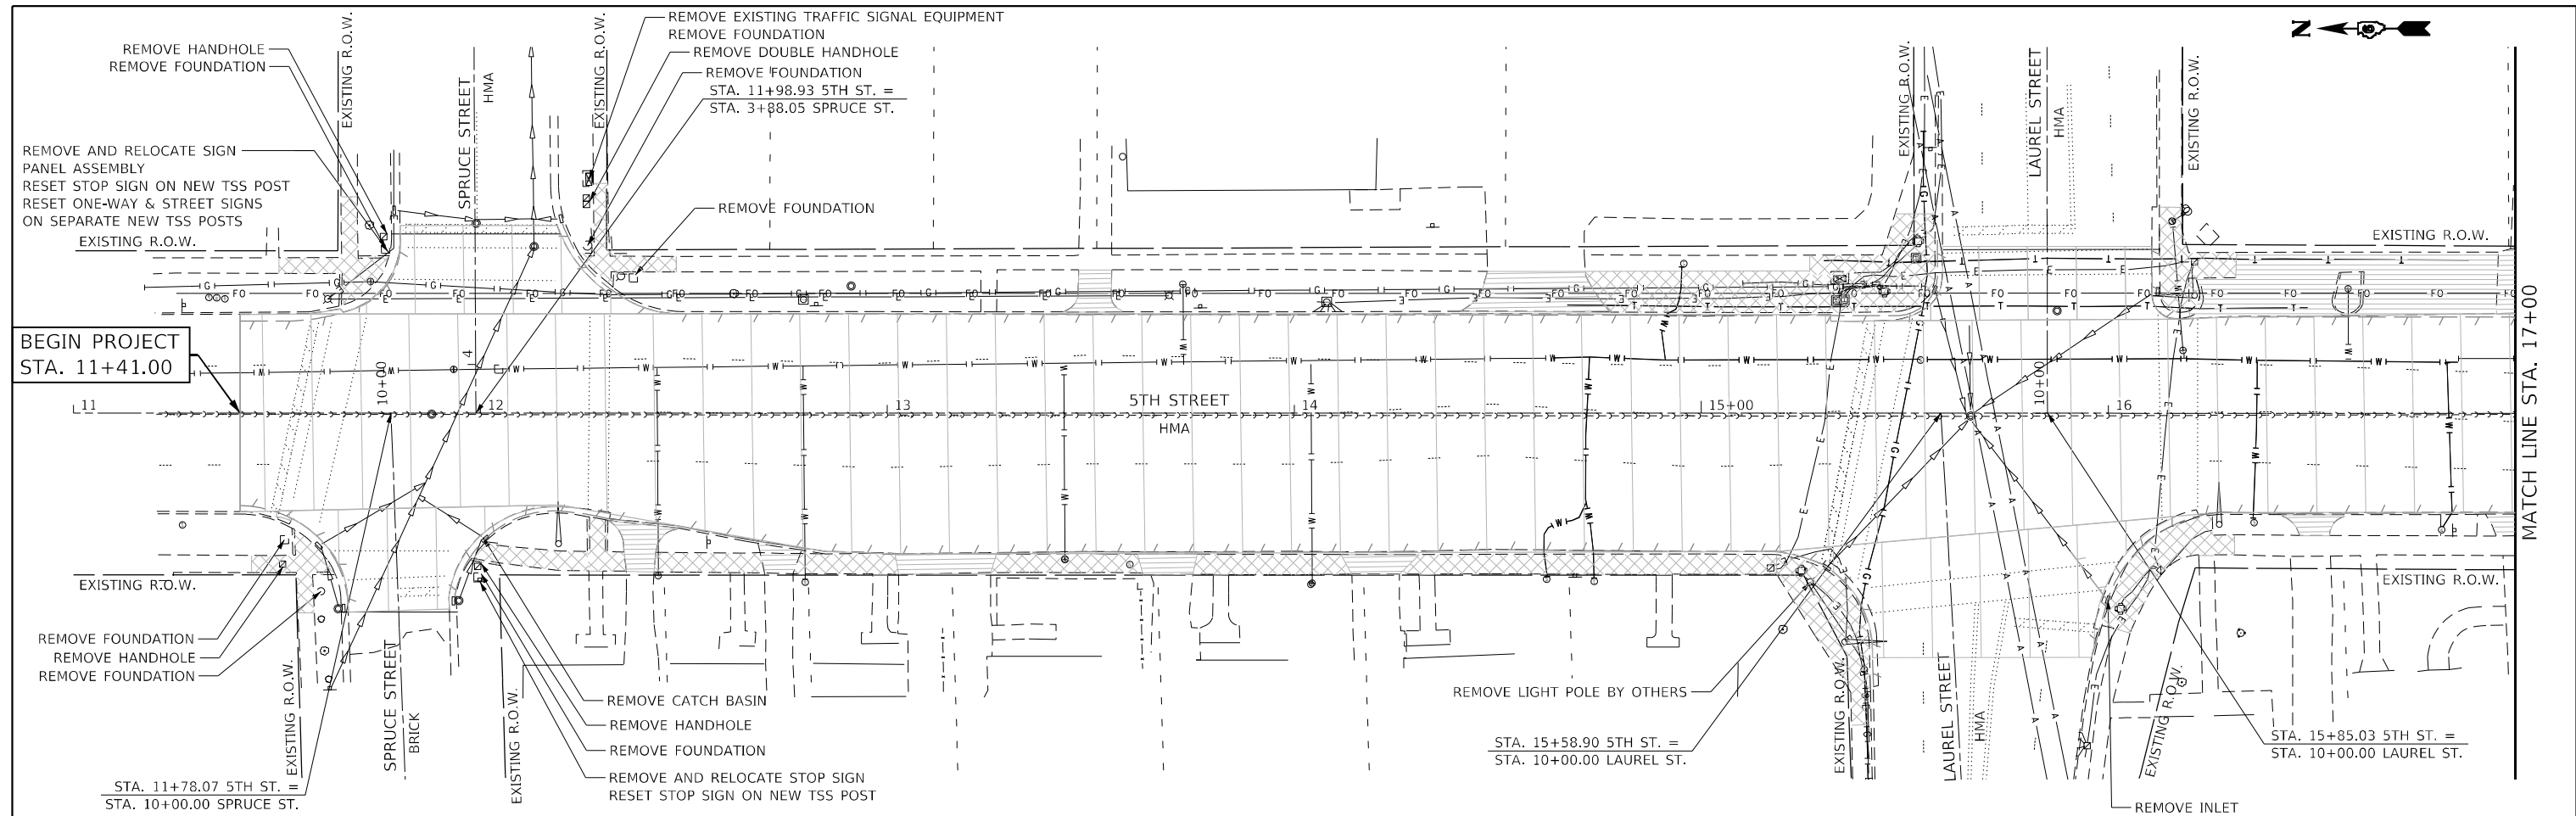 REMOVE EXISTING TRAFFIC SIGNAL EQUIPMENT
REMOVE FOUNDATION
REMOVE DOUBLE HANDHOLE
REMOVE FOUNDATION
STA. 11+98.93 5TH ST. =
STA. 3+88.05 SPRUCE ST.
REMOVE HANDHOLE
REMOVE FOUNDATION
EXISTING R.O.W.
SPRUCE STREET
HMA
EXISTING R.O.W.
EXISTING R.O.W.
LAUREL STREET
HMA
EXISTING R.O.W.
N
REMOVE AND RELOCATE SIGN
PANEL ASSEMBLY
RESET STOP SIGN ON NEW TSS POST
RESET ONE-WAY & STREET SIGNS
ON SEPARATE NEW TSS POSTS
EXISTING R.O.W.
REMOVE FOUNDATION
EXISTING R.O.W.
BEGIN PROJECT
STA. 11+41.00
11
10+00
4
12
13
5TH STREET
HMA
14
15+00
10+00
16
MATCH LINE STA. 17+00
EXISTING R.O.W.
EXISTING R.O.W.
REMOVE FOUNDATION
REMOVE HANDHOLE
REMOVE FOUNDATION
EXISTING R.O.W.
SPRUCE STREET
BRICK
EXISTING R.O.W.
REMOVE CATCH BASIN
REMOVE HANDHOLE
REMOVE FOUNDATION
REMOVE AND RELOCATE STOP SIGN
RESET STOP SIGN ON NEW TSS POST
STA. 11+78.07 5TH ST. =
STA. 10+00.00 SPRUCE ST.
REMOVE LIGHT POLE BY OTHERS
STA. 15+58.90 5TH ST. =
STA. 10+00.00 LAUREL ST.
EXISTING R.O.W.
LAUREL STREET
HMA
EXISTING R.O.W.
STA. 15+85.03 5TH ST. =
STA. 10+00.00 LAUREL ST.
REMOVE INLET